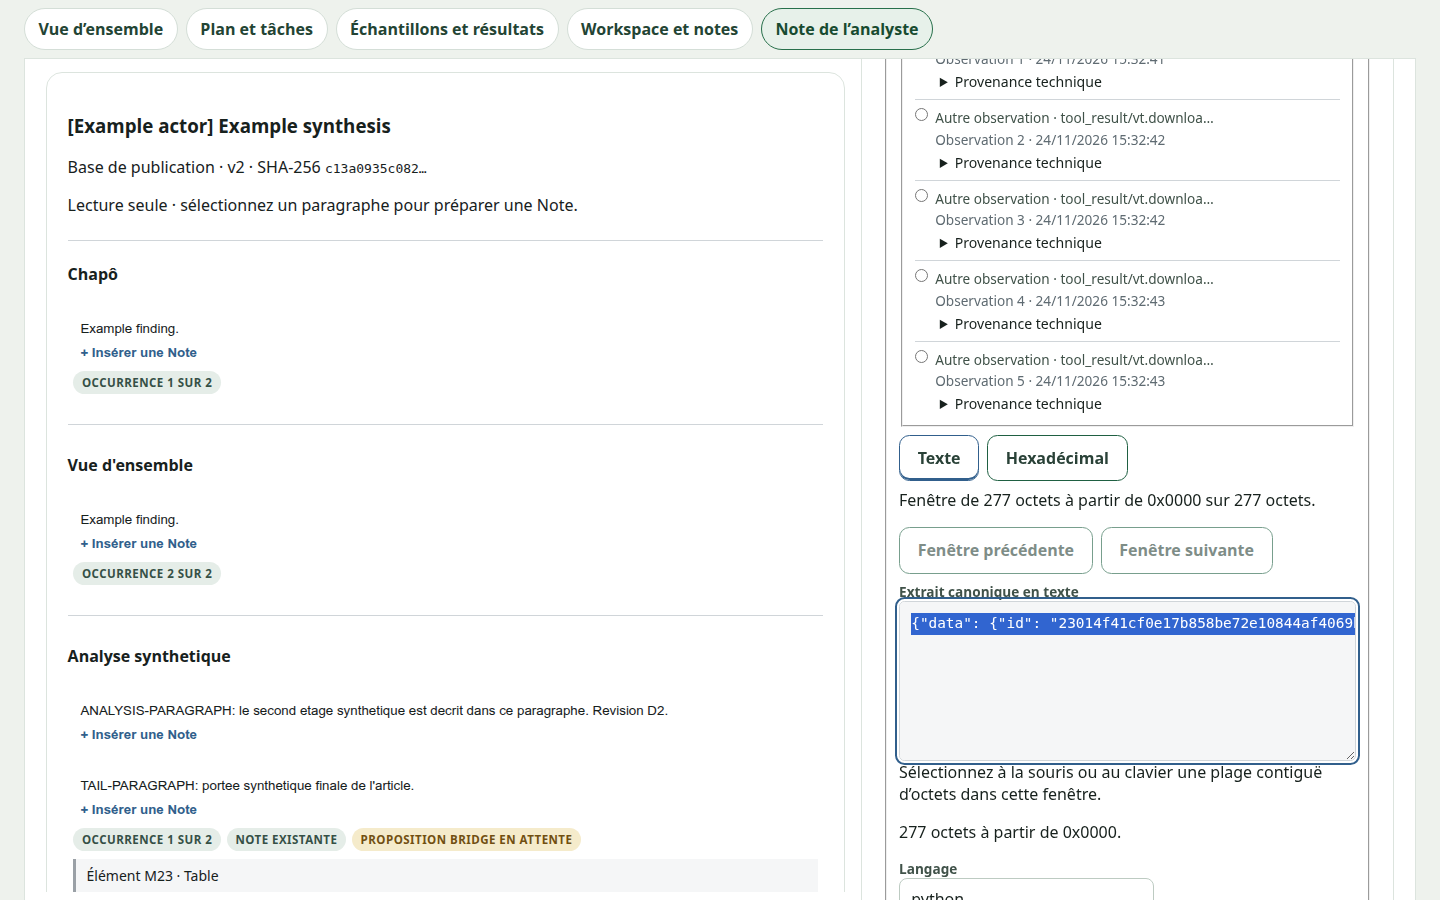 Vue d’ensemble
Plan et tâches
Échantillons et résultats
Workspace et notes
Note de l’analyste
[Example actor] Example synthesis
Base de publication · v2 · SHA-256 c13a0935c082…
Lecture seule · sélectionnez un paragraphe pour préparer une Note.
Chapô
Example finding.
+ Insérer une Note
OCCURRENCE 1 SUR 2
Vue d'ensemble
Example finding.
+ Insérer une Note
OCCURRENCE 2 SUR 2
Analyse synthetique
ANALYSIS-PARAGRAPH: le second etage synthetique est decrit dans ce paragraphe. Revision D2.
+ Insérer une Note
TAIL-PARAGRAPH: portee synthetique finale de l'article.
+ Insérer une Note
OCCURRENCE 1 SUR 2
NOTE EXISTANTE
PROPOSITION BRIDGE EN ATTENTE
Élément M23 · Table
Observation 1 · 24/11/2026 15:32:41
Provenance technique
Autre observation · tool_result/vt.downloa…
Observation 2 · 24/11/2026 15:32:42
Provenance technique
Autre observation · tool_result/vt.downloa…
Observation 3 · 24/11/2026 15:32:42
Provenance technique
Autre observation · tool_result/vt.downloa…
Observation 4 · 24/11/2026 15:32:43
Provenance technique
Autre observation · tool_result/vt.downloa…
Observation 5 · 24/11/2026 15:32:43
Provenance technique
Texte
Hexadécimal
Fenêtre de 277 octets à partir de 0x0000 sur 277 octets.
Fenêtre précédente
Fenêtre suivante
Extrait canonique en texte
{"data": {"id": "23014f41cf0e17b858be72e10844af4069
Sélectionnez à la souris ou au clavier une plage contiguë
d’octets dans cette fenêtre.
277 octets à partir de 0x0000.
Langage
python